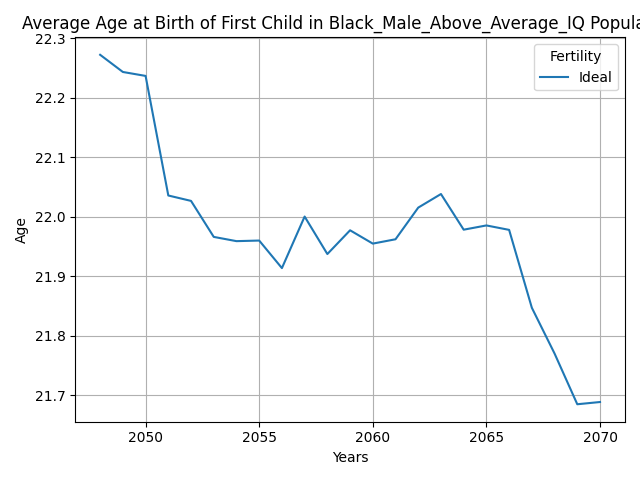 Average Age at Birth of First Child in Black_Male_Above_Average_IQ Popula
Fertility
Ideal
22.3
22.2
22.1
22.0
21.9
21.8
21.7
Age
2050 2055 2060 2065 2070
Years